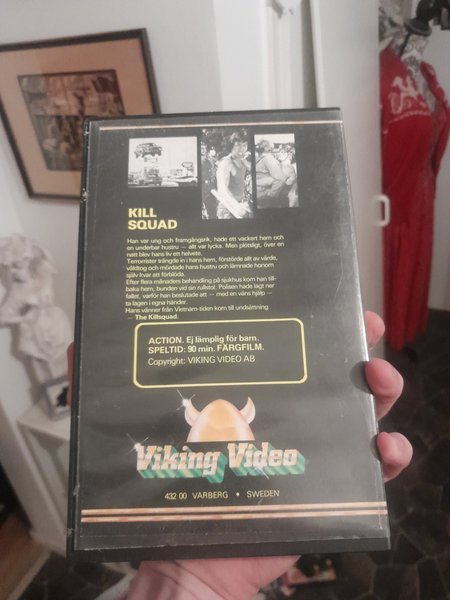 KILL
SQUAD
Han var ung och framgångsrik, hade ett vackert hem och
en underbar hustru — allt var lycka. Men plötsligt, över en
natt blev hans liv ett helvete.
Terrorister trängde in i hans hem, förstörde allt av värde,
våldtog och mördade hans hustru och lämnade honom
själv kvar att förblöda.
Efter flera månaders behandling på sjukhus kom han till-
baka hem, bunden vid sin rullstol. Polisen hade lagt ner
fallet, varför han beslutade att — med en väns hjälp —
ta lagen i egna händer.
Hans vänner från Vietnam-tiden kom till undsättning
— The Killsquad.
ACTION. Ej lämplig för barn.
SPELTID: 90 min. FÄRGFILM.
Copyright: VIKING VIDEO AB
Viking Video
432 00 VARBERG • SWEDEN